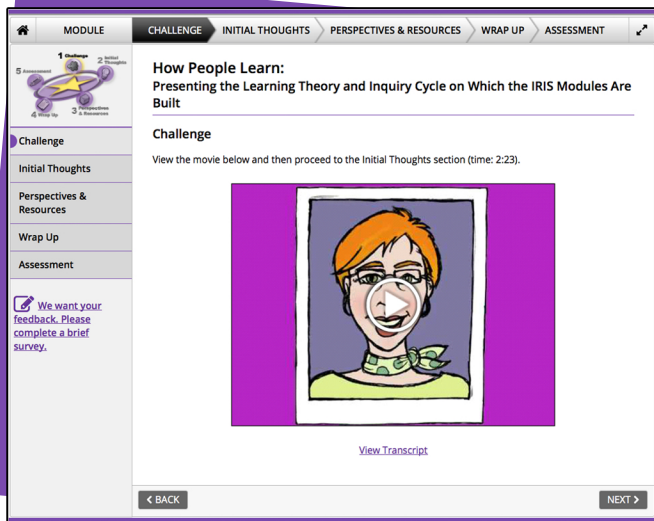 MODULE
CHALLENGE
INITIAL THOUGHTS
PERSPECTIVES & RESOURCES
WRAP UP
ASSESSMENT
1 Challenge
2 Initial
Thoughts
3 Perspectives
& Resources
4 Wrap Up
5 Assessment
Challenge
Initial Thoughts
Perspectives &
Resources
Wrap Up
Assessment
We want your
feedback. Please
complete a brief
survey.
How People Learn:
Presenting the Learning Theory and Inquiry Cycle on Which the IRIS Modules Are
Built
Challenge
View the movie below and then proceed to the Initial Thoughts section (time: 2:23).
View Transcript
< BACK
NEXT >